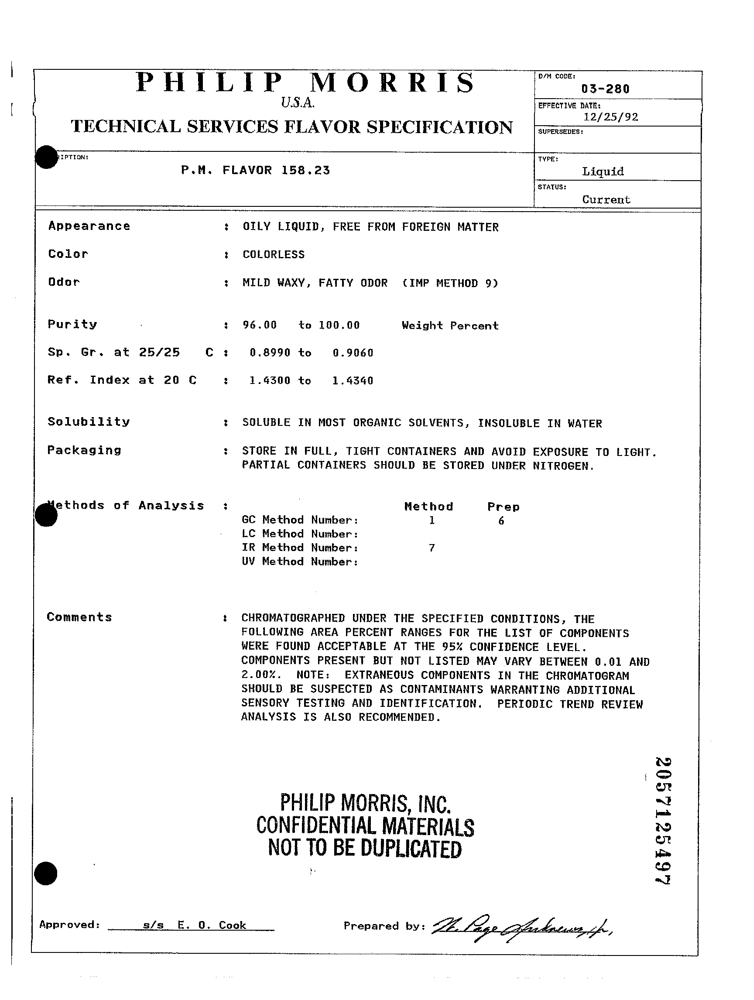 PHILIP MORRIS
U.S.A.
TECHNICAL SERVICES FLAVOR SPECIFICATION
D/M CODE:
03-280
EFFECTIVE DATE:
12/25/92
SUPERSEDES:
IPTION:
P.M. FLAVOR 158.23
TYPE:
Liquid
STATUS:
Current
Appearance : OILY LIQUID, FREE FROM FOREIGN MATTER
Color : COLORLESS
Odor : MILD WAXY, FATTY ODOR (IMP METHOD 9)
Purity : 96.00 to 100.00 Weight Percent
Sp. Gr. at 25/25 C : 0.8990 to 0.9060
Ref. Index at 20 C : 1.4300 to 1.4340
Solubility : SOLUBLE IN MOST ORGANIC SOLVENTS, INSOLUBLE IN WATER
Packaging : STORE IN FULL, TIGHT CONTAINERS AND AVOID EXPOSURE TO LIGHT.
PARTIAL CONTAINERS SHOULD BE STORED UNDER NITROGEN.
Methods of Analysis : Method Prep
GC Method Number: 1 6
LC Method Number:
IR Method Number: 7
UV Method Number:
Comments : CHROMATOGRAPHED UNDER THE SPECIFIED CONDITIONS, THE
FOLLOWING AREA PERCENT RANGES FOR THE LIST OF COMPONENTS
WERE FOUND ACCEPTABLE AT THE 95% CONFIDENCE LEVEL.
COMPONENTS PRESENT BUT NOT LISTED MAY VARY BETWEEN 0.01 AND
2.00%. NOTE: EXTRANEOUS COMPONENTS IN THE CHROMATOGRAM
SHOULD BE SUSPECTED AS CONTAMINANTS WARRANTING ADDITIONAL
SENSORY TESTING AND IDENTIFICATION. PERIODIC TREND REVIEW
ANALYSIS IS ALSO RECOMMENDED.
2057125497
PHILIP MORRIS, INC.
CONFIDENTIAL MATERIALS
NOT TO BE DUPLICATED
Approved: s/s E. O. Cook Prepared by: Page